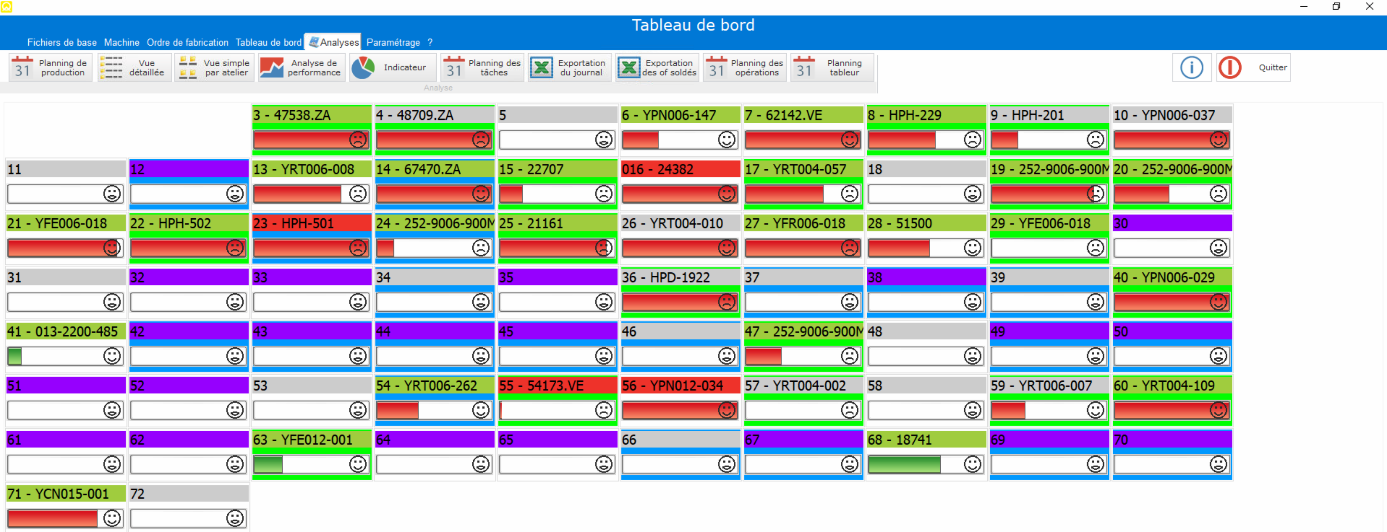 Tableau de bord
Fichiers de base Machine Ordre de fabrication Tableau de bord Analyses Paramétrage ?
31 Planning de production
Vue détaillée
Vue simple par atelier
Analyse de performance
Indicateur
31 Planning des tâches
Exportation du journal
Exportation des of soldés
31 Planning des opérations
31 Planning tableur
Quitter
Analyse
3 - 47538.ZA 4 - 48709.ZA 5 6 - YPN006-147 7 - 62142.VE 8 - HPH-229 9 - HPH-201 10 - YPN006-037
11 12 13 - YRT006-008 14 - 67470.ZA 15 - 22707 016 - 24382 17 - YRT004-057 18 19 - 252-9006-900M 20 - 252-9006-900M
21 - YFE006-018 22 - HPH-502 23 - HPH-501 24 - 252-9006-900M 25 - 21161 26 - YRT004-010 27 - YFR006-018 28 - 51500 29 - YFE006-018 30
31 32 33 34 35 36 - HPD-1922 37 38 39 40 - YPN006-029
41 - 013-2200-485 42 43 44 45 46 47 - 252-9006-900M 48 49 50
51 52 53 54 - YRT006-262 55 - 54173.VE 56 - YPN012-034 57 - YRT004-002 58 59 - YRT006-007 60 - YRT004-109
61 62 63 - YFE012-001 64 65 66 67 68 - 18741 69 70
71 - YCN015-001 72